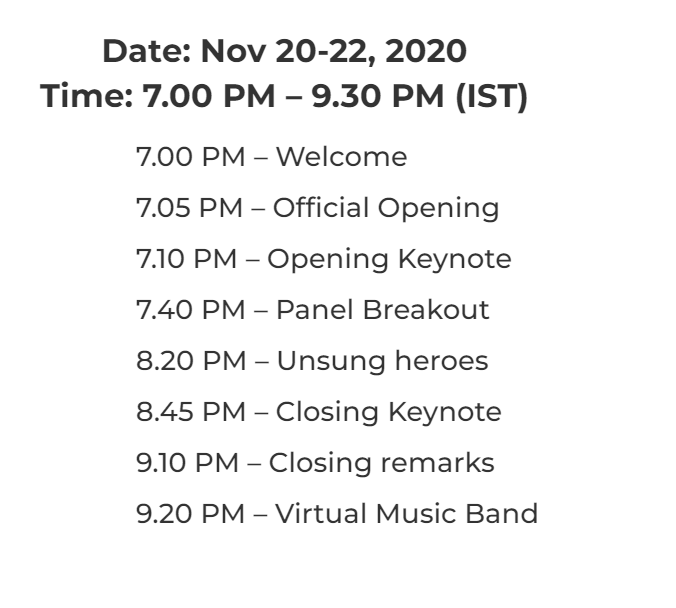 Date: Nov 20-22, 2020
Time: 7.00 PM – 9.30 PM (IST)
7.00 PM – Welcome
7.05 PM – Official Opening
7.10 PM – Opening Keynote
7.40 PM – Panel Breakout
8.20 PM – Unsung heroes
8.45 PM – Closing Keynote
9.10 PM – Closing remarks
9.20 PM – Virtual Music Band